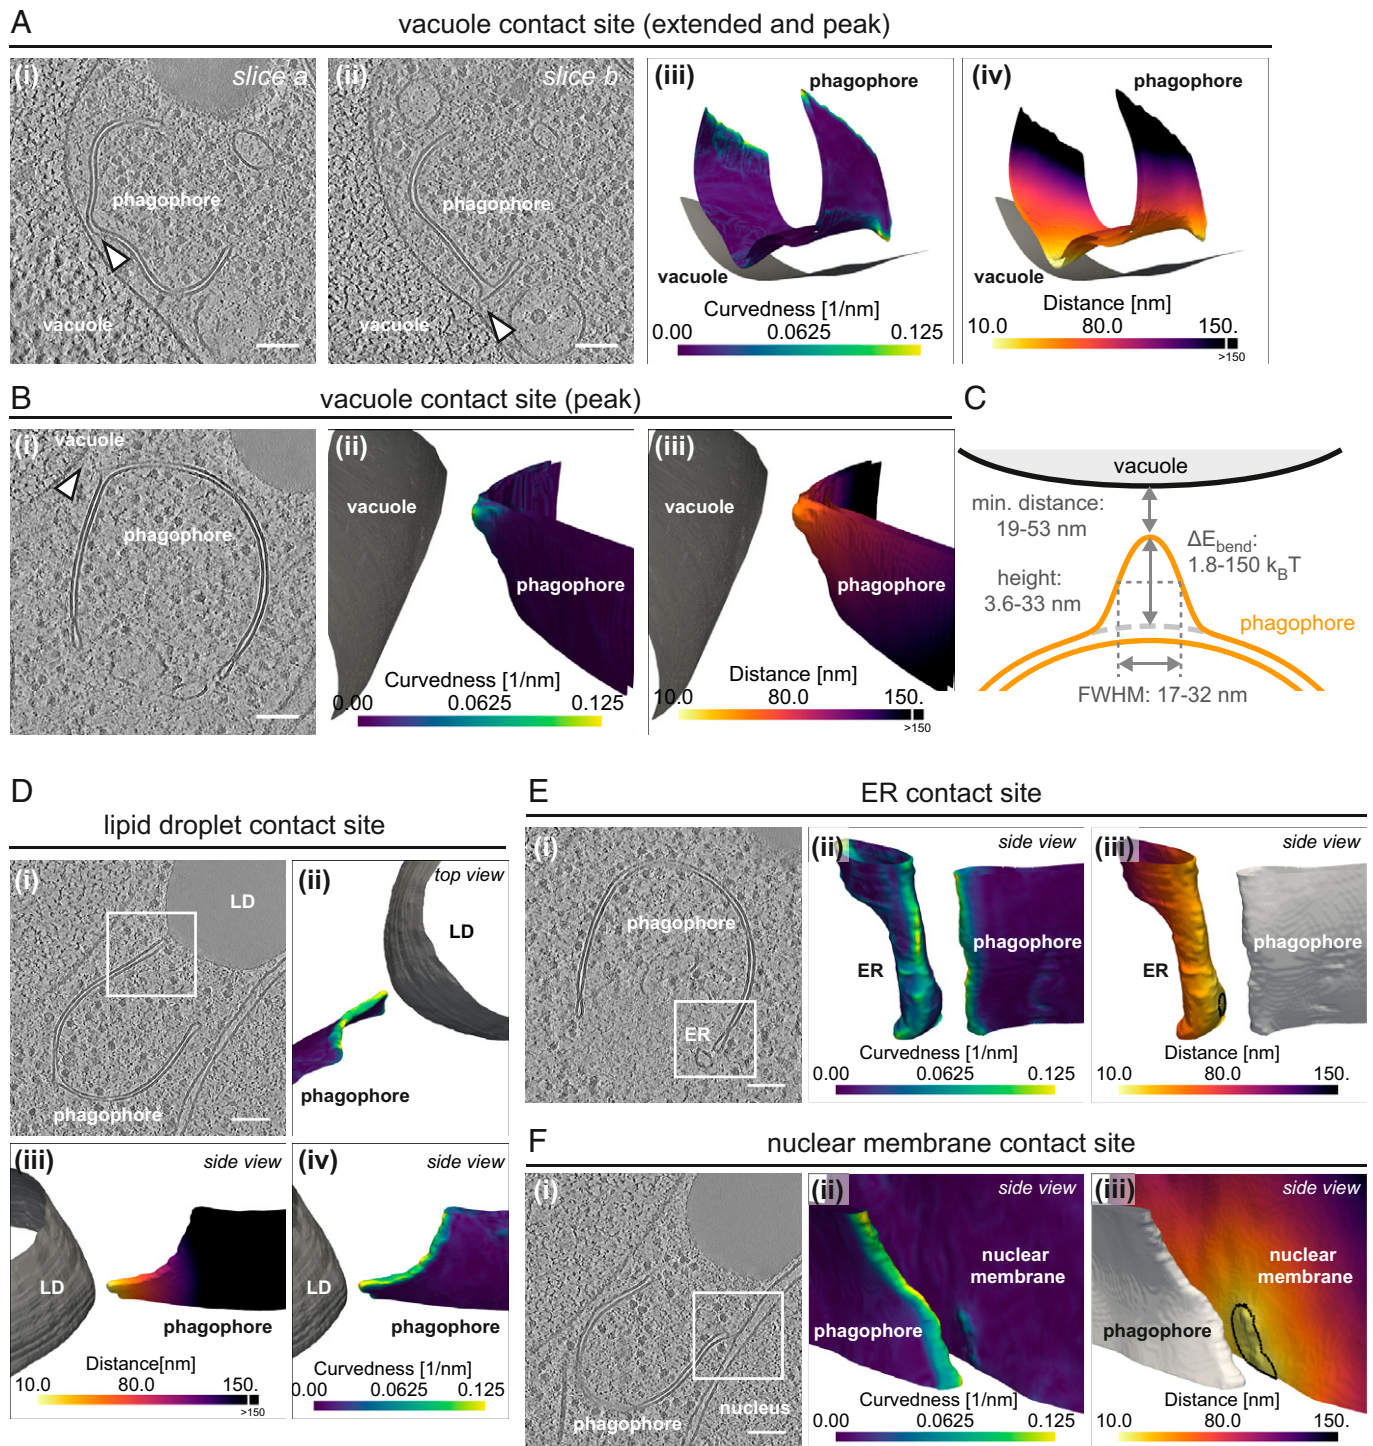 A
vacuole contact site (extended and peak)
(i)
slice a
phagophore
vacuole
(ii)
slice b
phagophore
vacuole
(iii)
phagophore
vacuole
Curvedness [1/nm]
0.00 0.0625 0.125
(iv)
phagophore
vacuole
Distance [nm]
10.0 80.0 150.
>150
B
vacuole contact site (peak)
(i)
vacuole
phagophore
(ii)
vacuole
phagophore
Curvedness [1/nm]
0.00 0.0625 0.125
(iii)
vacuole
phagophore
Distance [nm]
10.0 80.0 150.
>150
C
vacuole
min. distance:
19-53 nm
ΔEbend:
1.8-150 kBT
height:
3.6-33 nm
phagophore
FWHM: 17-32 nm
D
lipid droplet contact site
(i)
LD
phagophore
(ii)
top view
LD
phagophore
(iii)
side view
LD
phagophore
Distance[nm]
10.0 80.0 150.
>150
(iv)
side view
LD
phagophore
Curvedness [1/nm]
0.00 0.0625 0.125
E
ER contact site
(i)
phagophore
ER
(ii)
side view
phagophore
ER
Curvedness [1/nm]
0.00 0.0625 0.125
(iii)
side view
phagophore
ER
Distance [nm]
10.0 80.0 150.
F
nuclear membrane contact site
(i)
phagophore
nucleus
(ii)
side view
nuclear
membrane
phagophore
Curvedness [1/nm]
0.00 0.0625 0.125
(iii)
side view
nuclear
membrane
phagophore
Distance [nm]
10.0 80.0 150.